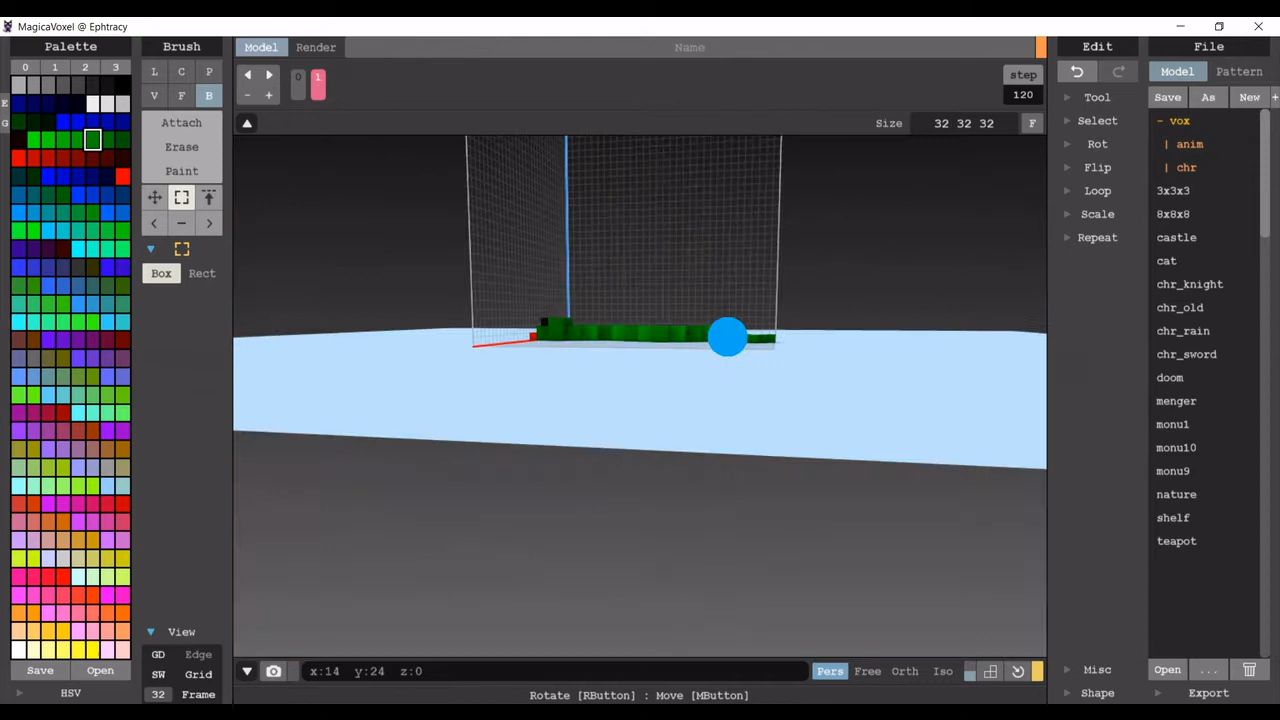 MagicaVoxel @ Ephtracy
Palette
0 1 2 3
E
G
Save Open
HSV
Brush
L C P
V F B
Attach
Erase
Paint
Box Rect
View
GD Edge
SW Grid
32 Frame
Model Render
Name
0 1
step
120
Size 32 32 32 F
x:14 y:24 z:0
Pers Free Orth Iso
Rotate [RButton] : Move [MButton]
Edit
Tool
Select
Rot
Flip
Loop
Scale
Repeat
Misc
Shape
File
Model Pattern
Save As New +
- vox
| anim
| chr
3x3x3
8x8x8
castle
cat
chr_knight
chr_old
chr_rain
chr_sword
doom
menger
monu1
monu10
monu9
nature
shelf
teapot
Open ...
Export